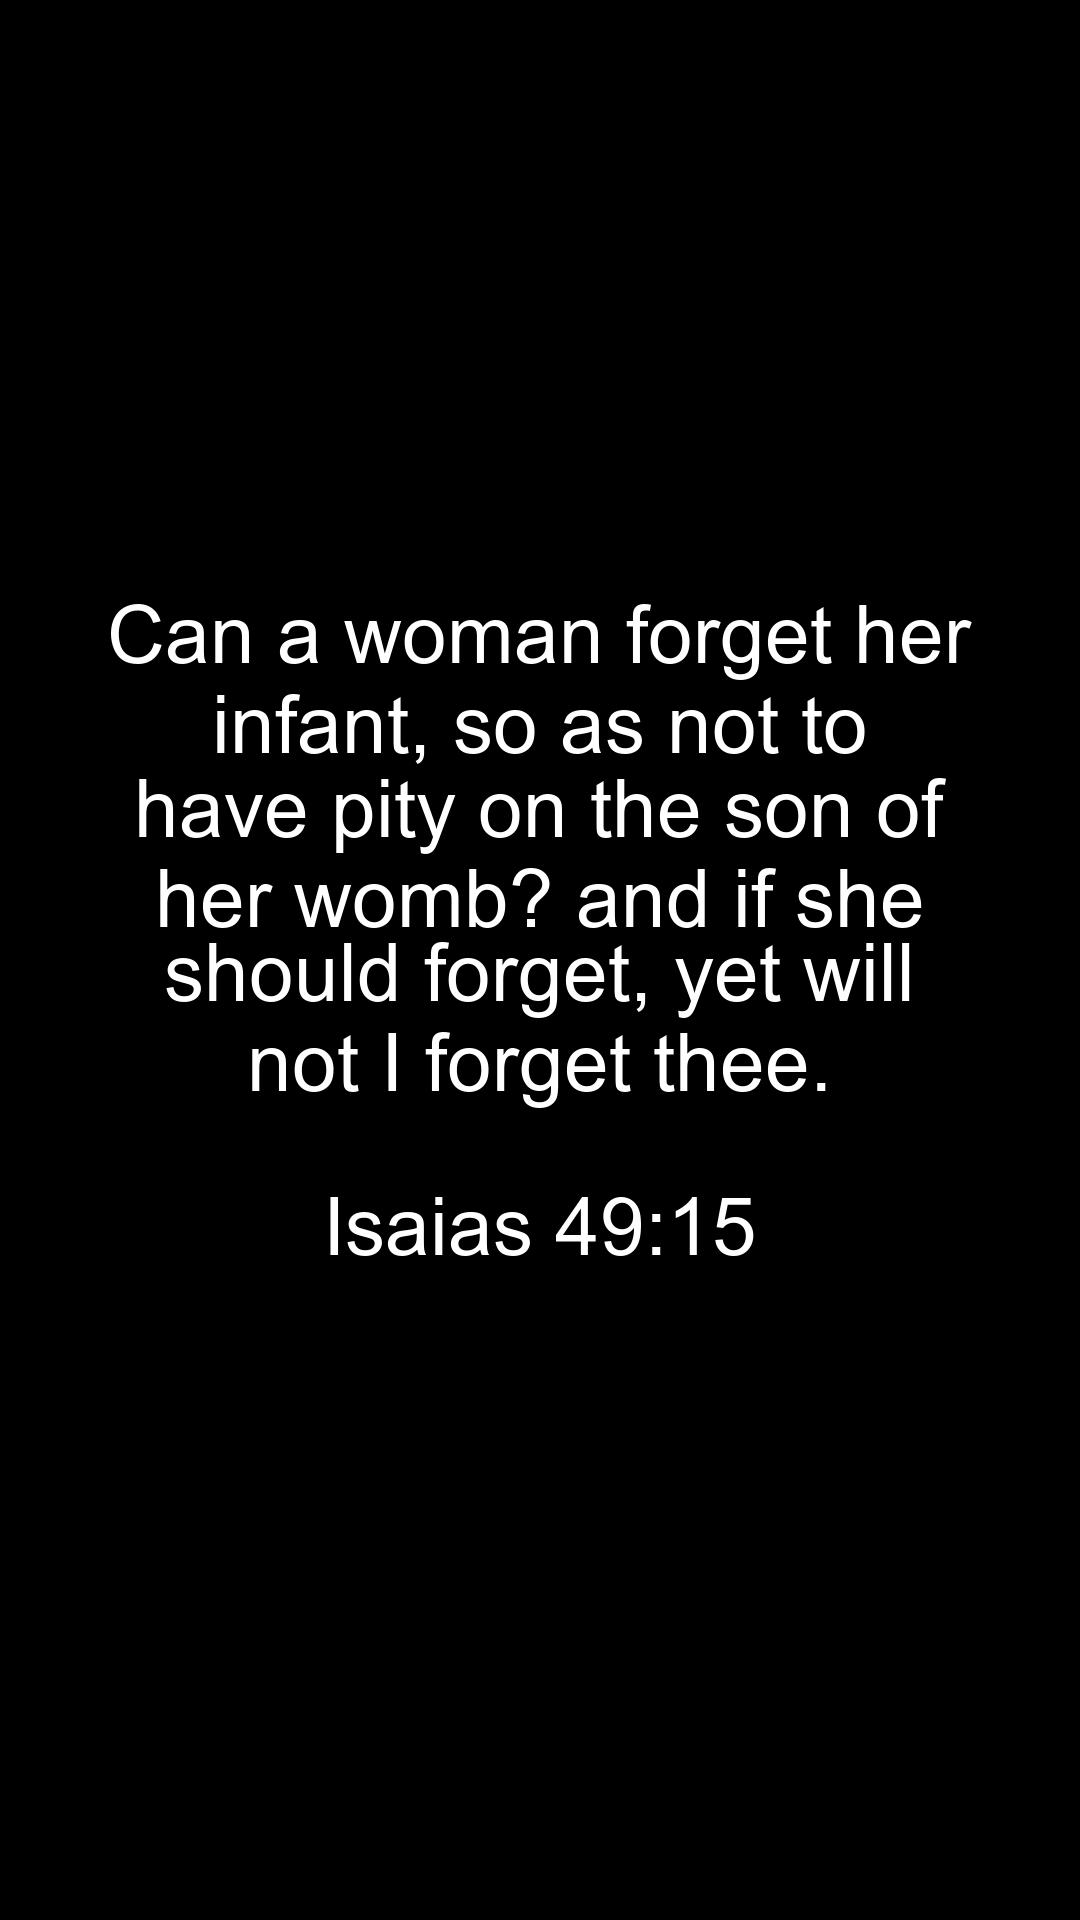 Can a woman forget her
infant, so as not to
have pity on the son of
her womb? and if she
should forget, yet will
not I forget thee.
Isaias 49:15